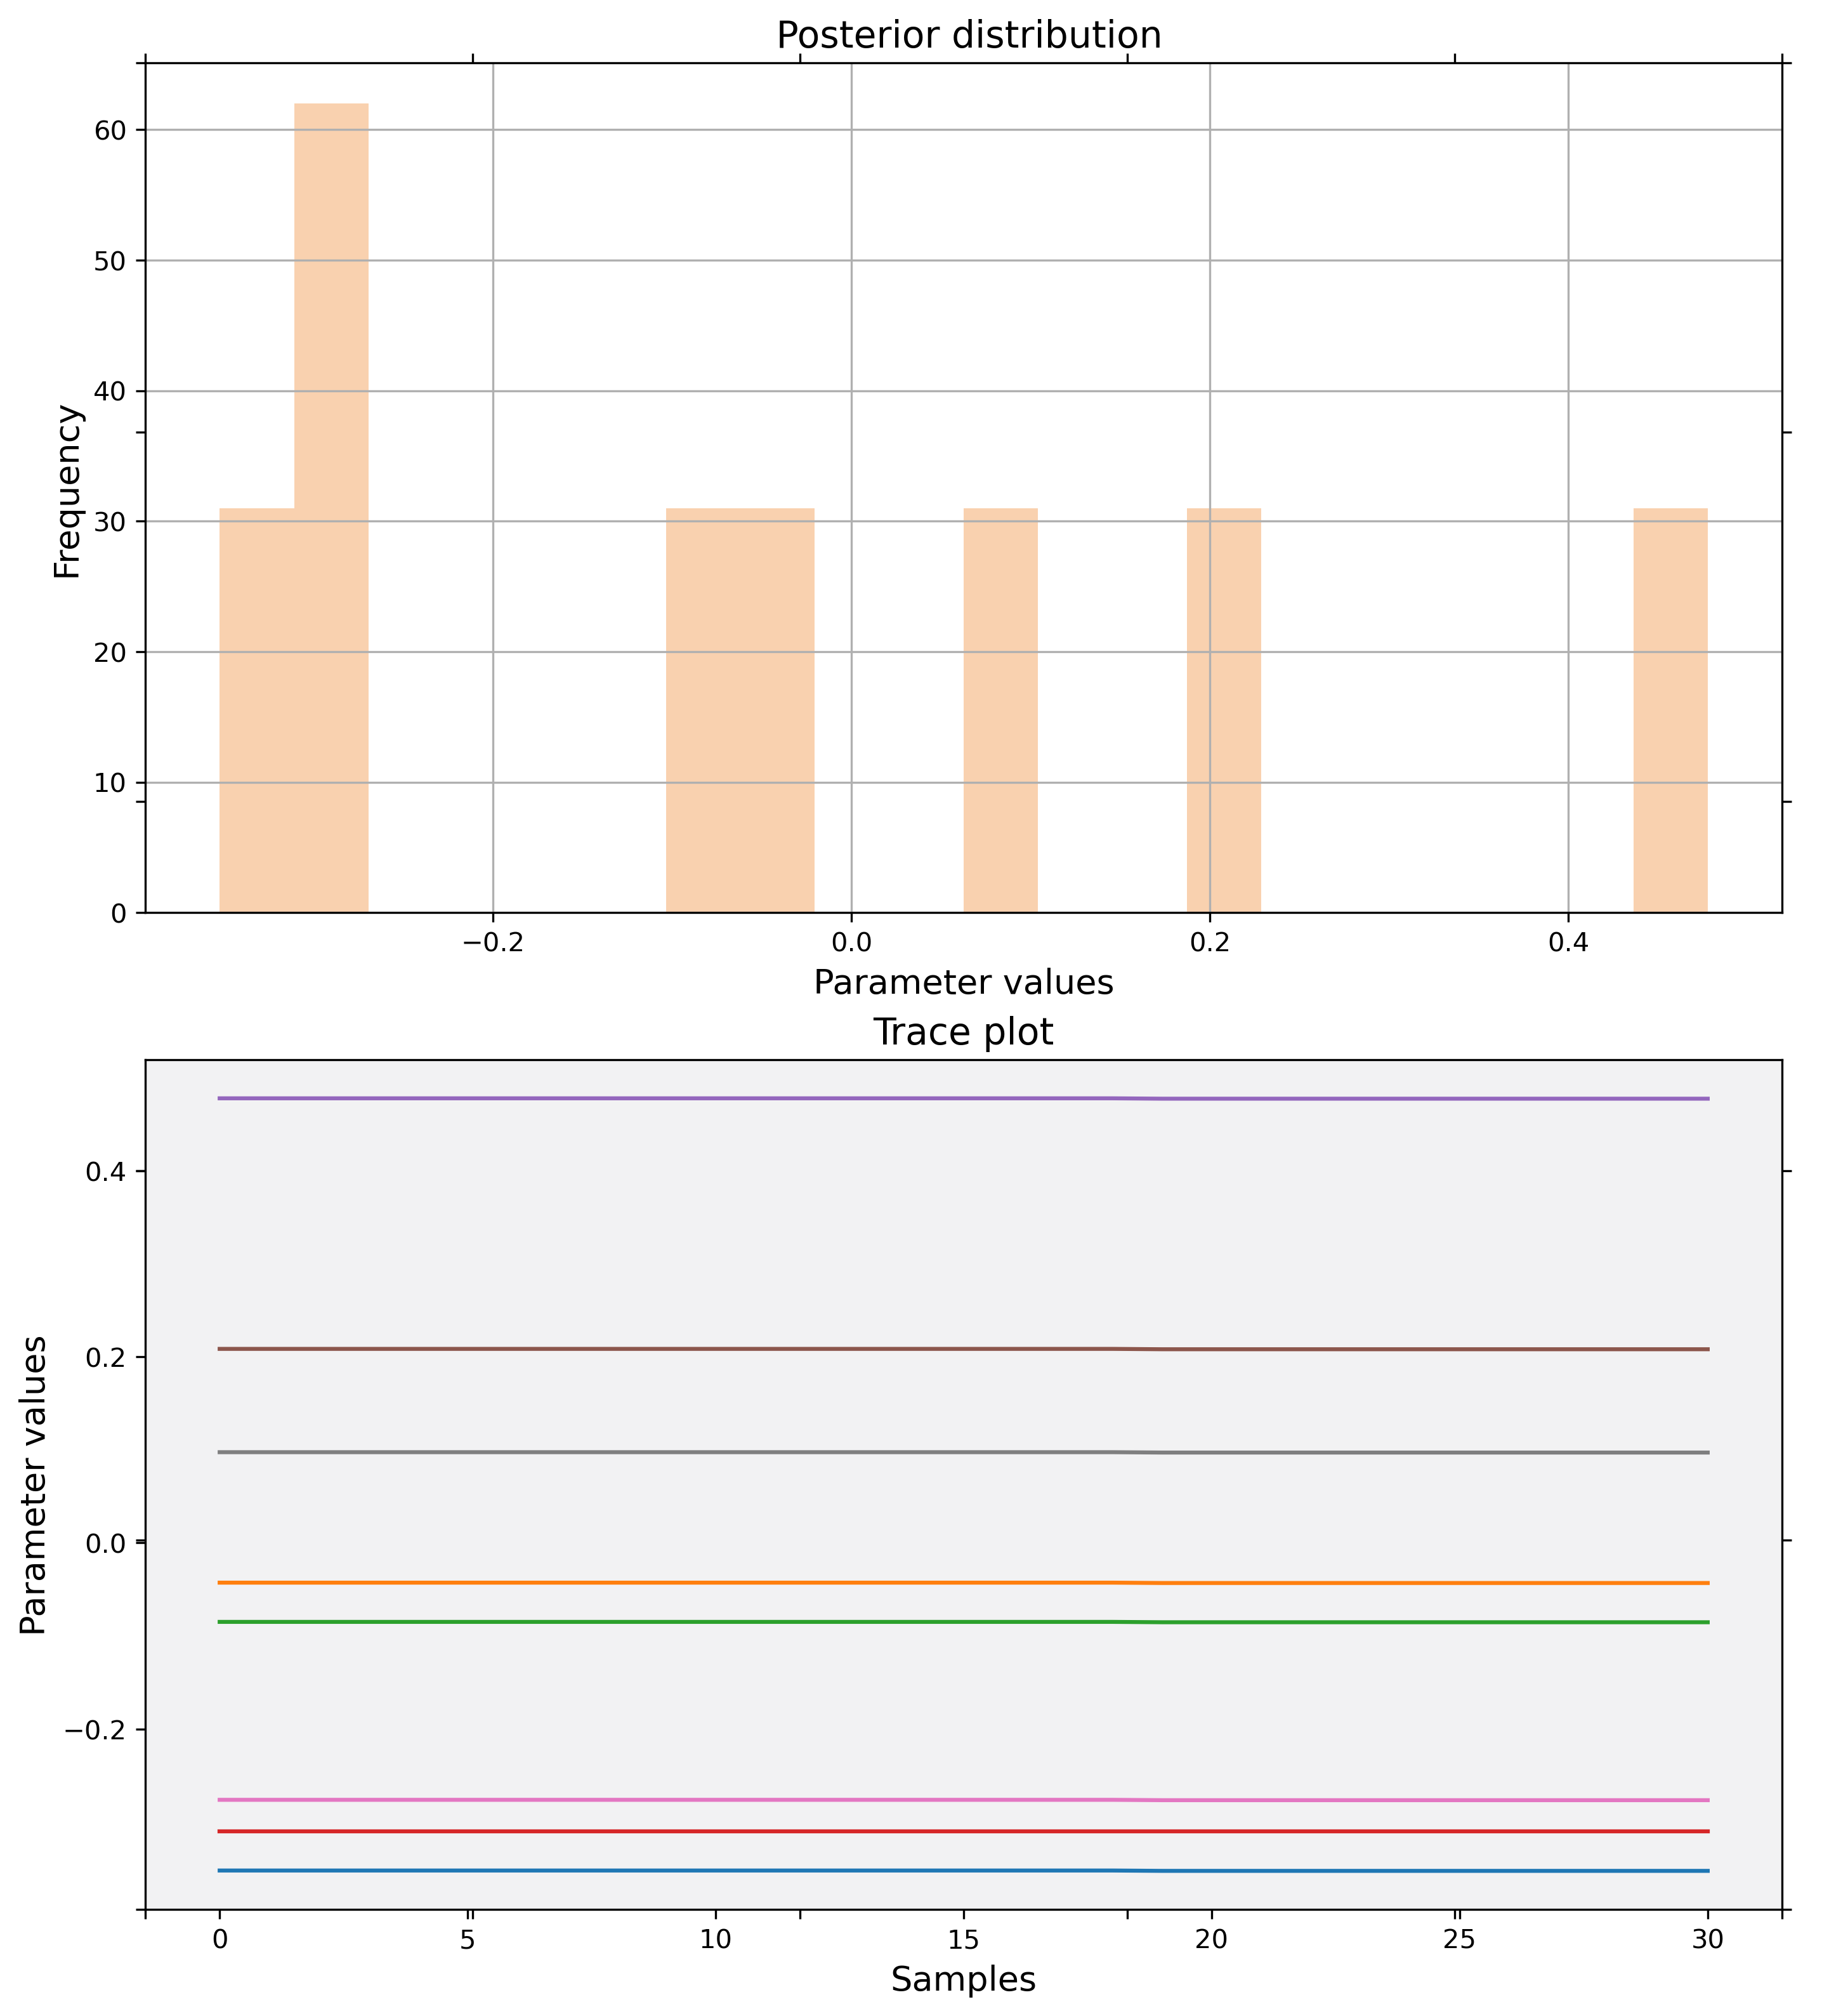 Posterior distribution
60
50
40
30
20
10
0
Frequency
−0.2 0.0 0.2 0.4
Parameter values
Trace plot
0.4
0.2
0.0
−0.2
Parameter values
0 5 10 15 20 25 30
Samples